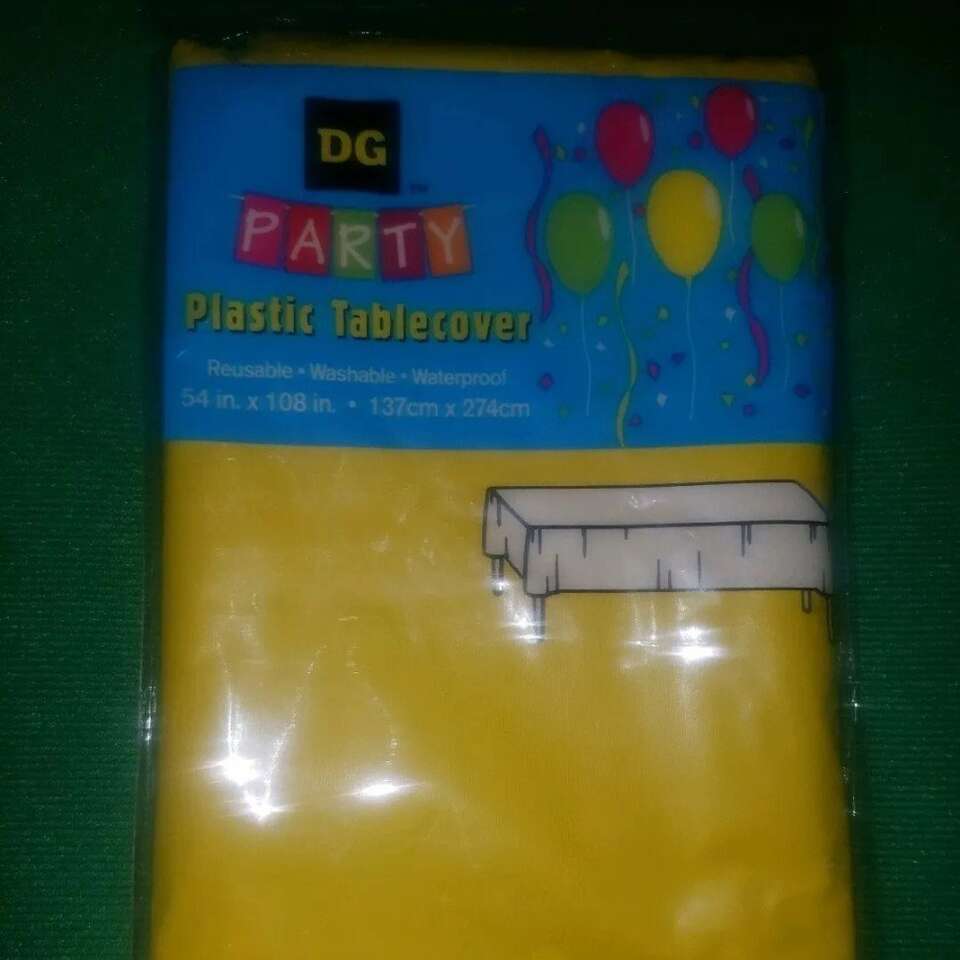 DG
PARTY
Plastic Tablecover
Reusable • Washable • Waterproof
54 in. x 108 in. • 137cm x 274cm